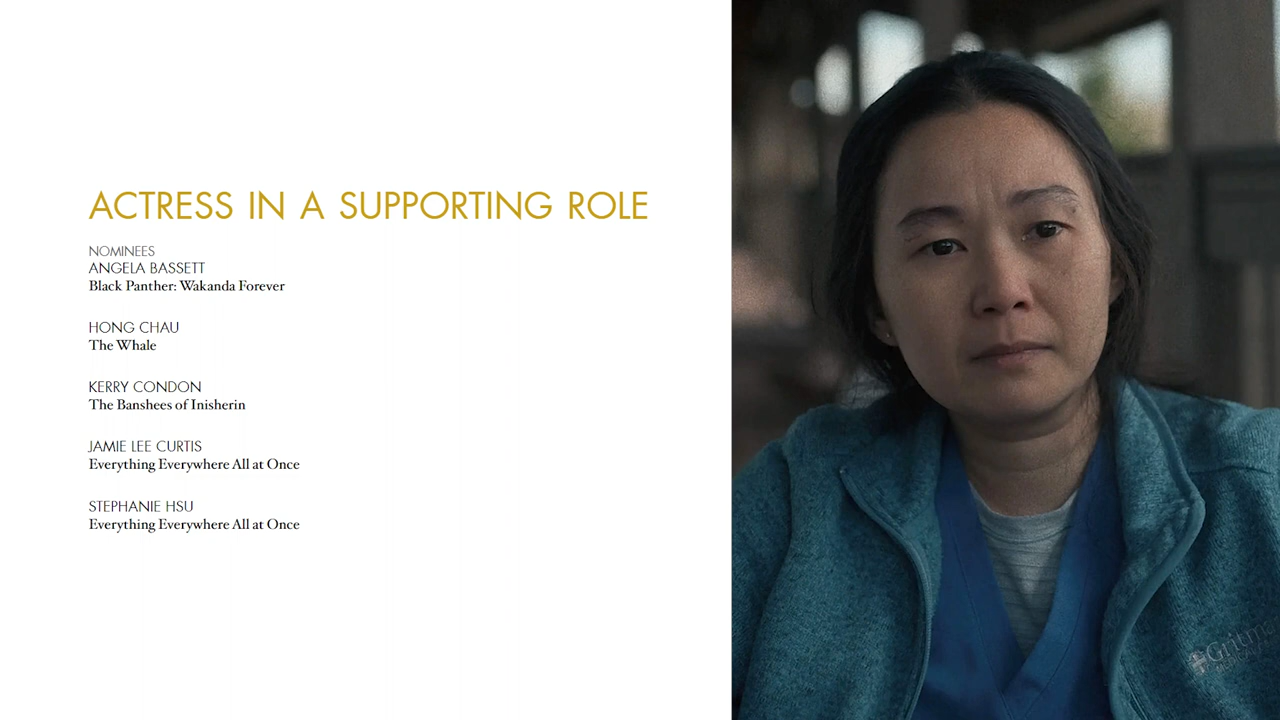 ACTRESS IN A SUPPORTING ROLE
NOMINEES
ANGELA BASSETT
Black Panther: Wakanda Forever
HONG CHAU
The Whale
KERRY CONDON
The Banshees of Inisherin
JAMIE LEE CURTIS
Everything Everywhere All at Once
STEPHANIE HSU
Everything Everywhere All at Once